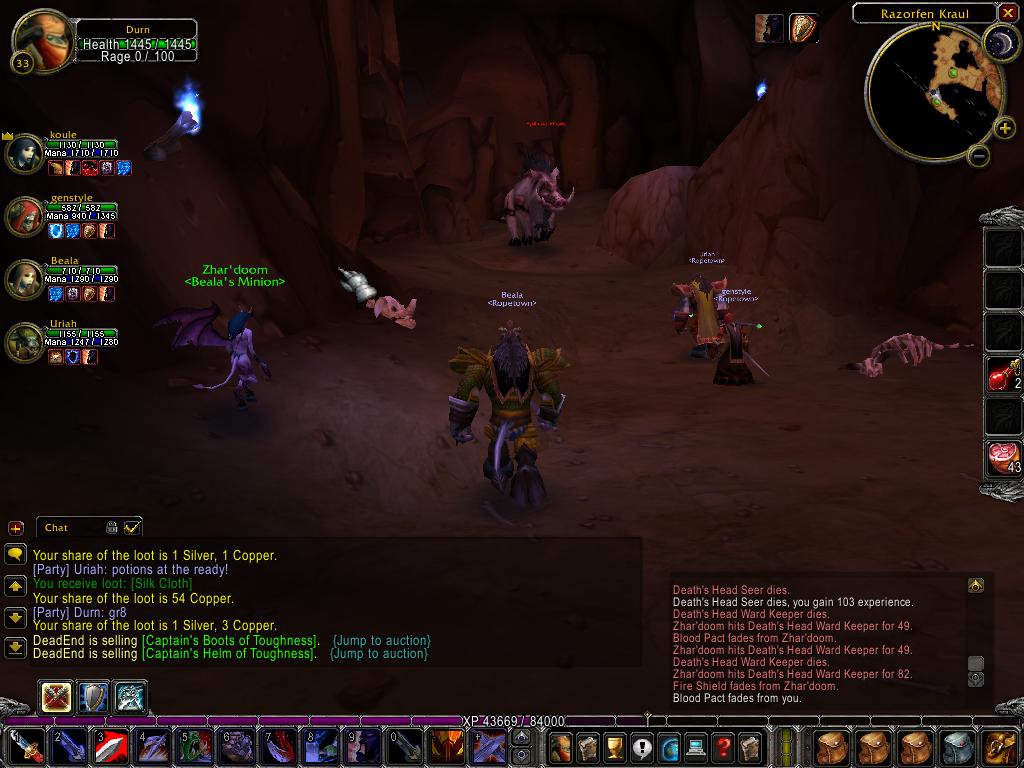 Durn
Health 1445 / 1445
Rage 0 / 100
33
Razorfen Kraul
N
koule
1130 / 1130
Mana 1710 / 1710
genstyle
582 / 582
Mana 940 / 1345
Beala
710 / 710
Mana 1290 / 1290
Uriah
1155 / 1155
Mana 1247 / 1280
Zhar'doom
<Beala's Minion>
Beala
<Ropetown>
Uriah
<Ropetown>
genstyle
<Ropetown>
2
43
Chat
Your share of the loot is 1 Silver, 1 Copper.
[Party] Uriah: potions at the ready!
You receive loot: [Silk Cloth]
Your share of the loot is 54 Copper.
[Party] Durn: gr8
Your share of the loot is 1 Silver, 3 Copper.
DeadEnd is selling [Captain's Boots of Toughness]. {Jump to auction}
DeadEnd is selling [Captain's Helm of Toughness]. {Jump to auction}
Death's Head Seer dies.
Death's Head Seer dies, you gain 103 experience.
Death's Head Ward Keeper dies.
Zhar'doom hits Death's Head Ward Keeper for 49.
Blood Pact fades from Zhar'doom.
Zhar'doom hits Death's Head Ward Keeper for 49.
Death's Head Ward Keeper dies.
Zhar'doom hits Death's Head Ward Keeper for 82.
Fire Shield fades from Zhar'doom.
Blood Pact fades from you.
XP 43669 / 84000
1 2 3 4 5 6 7 8 9 0 - +